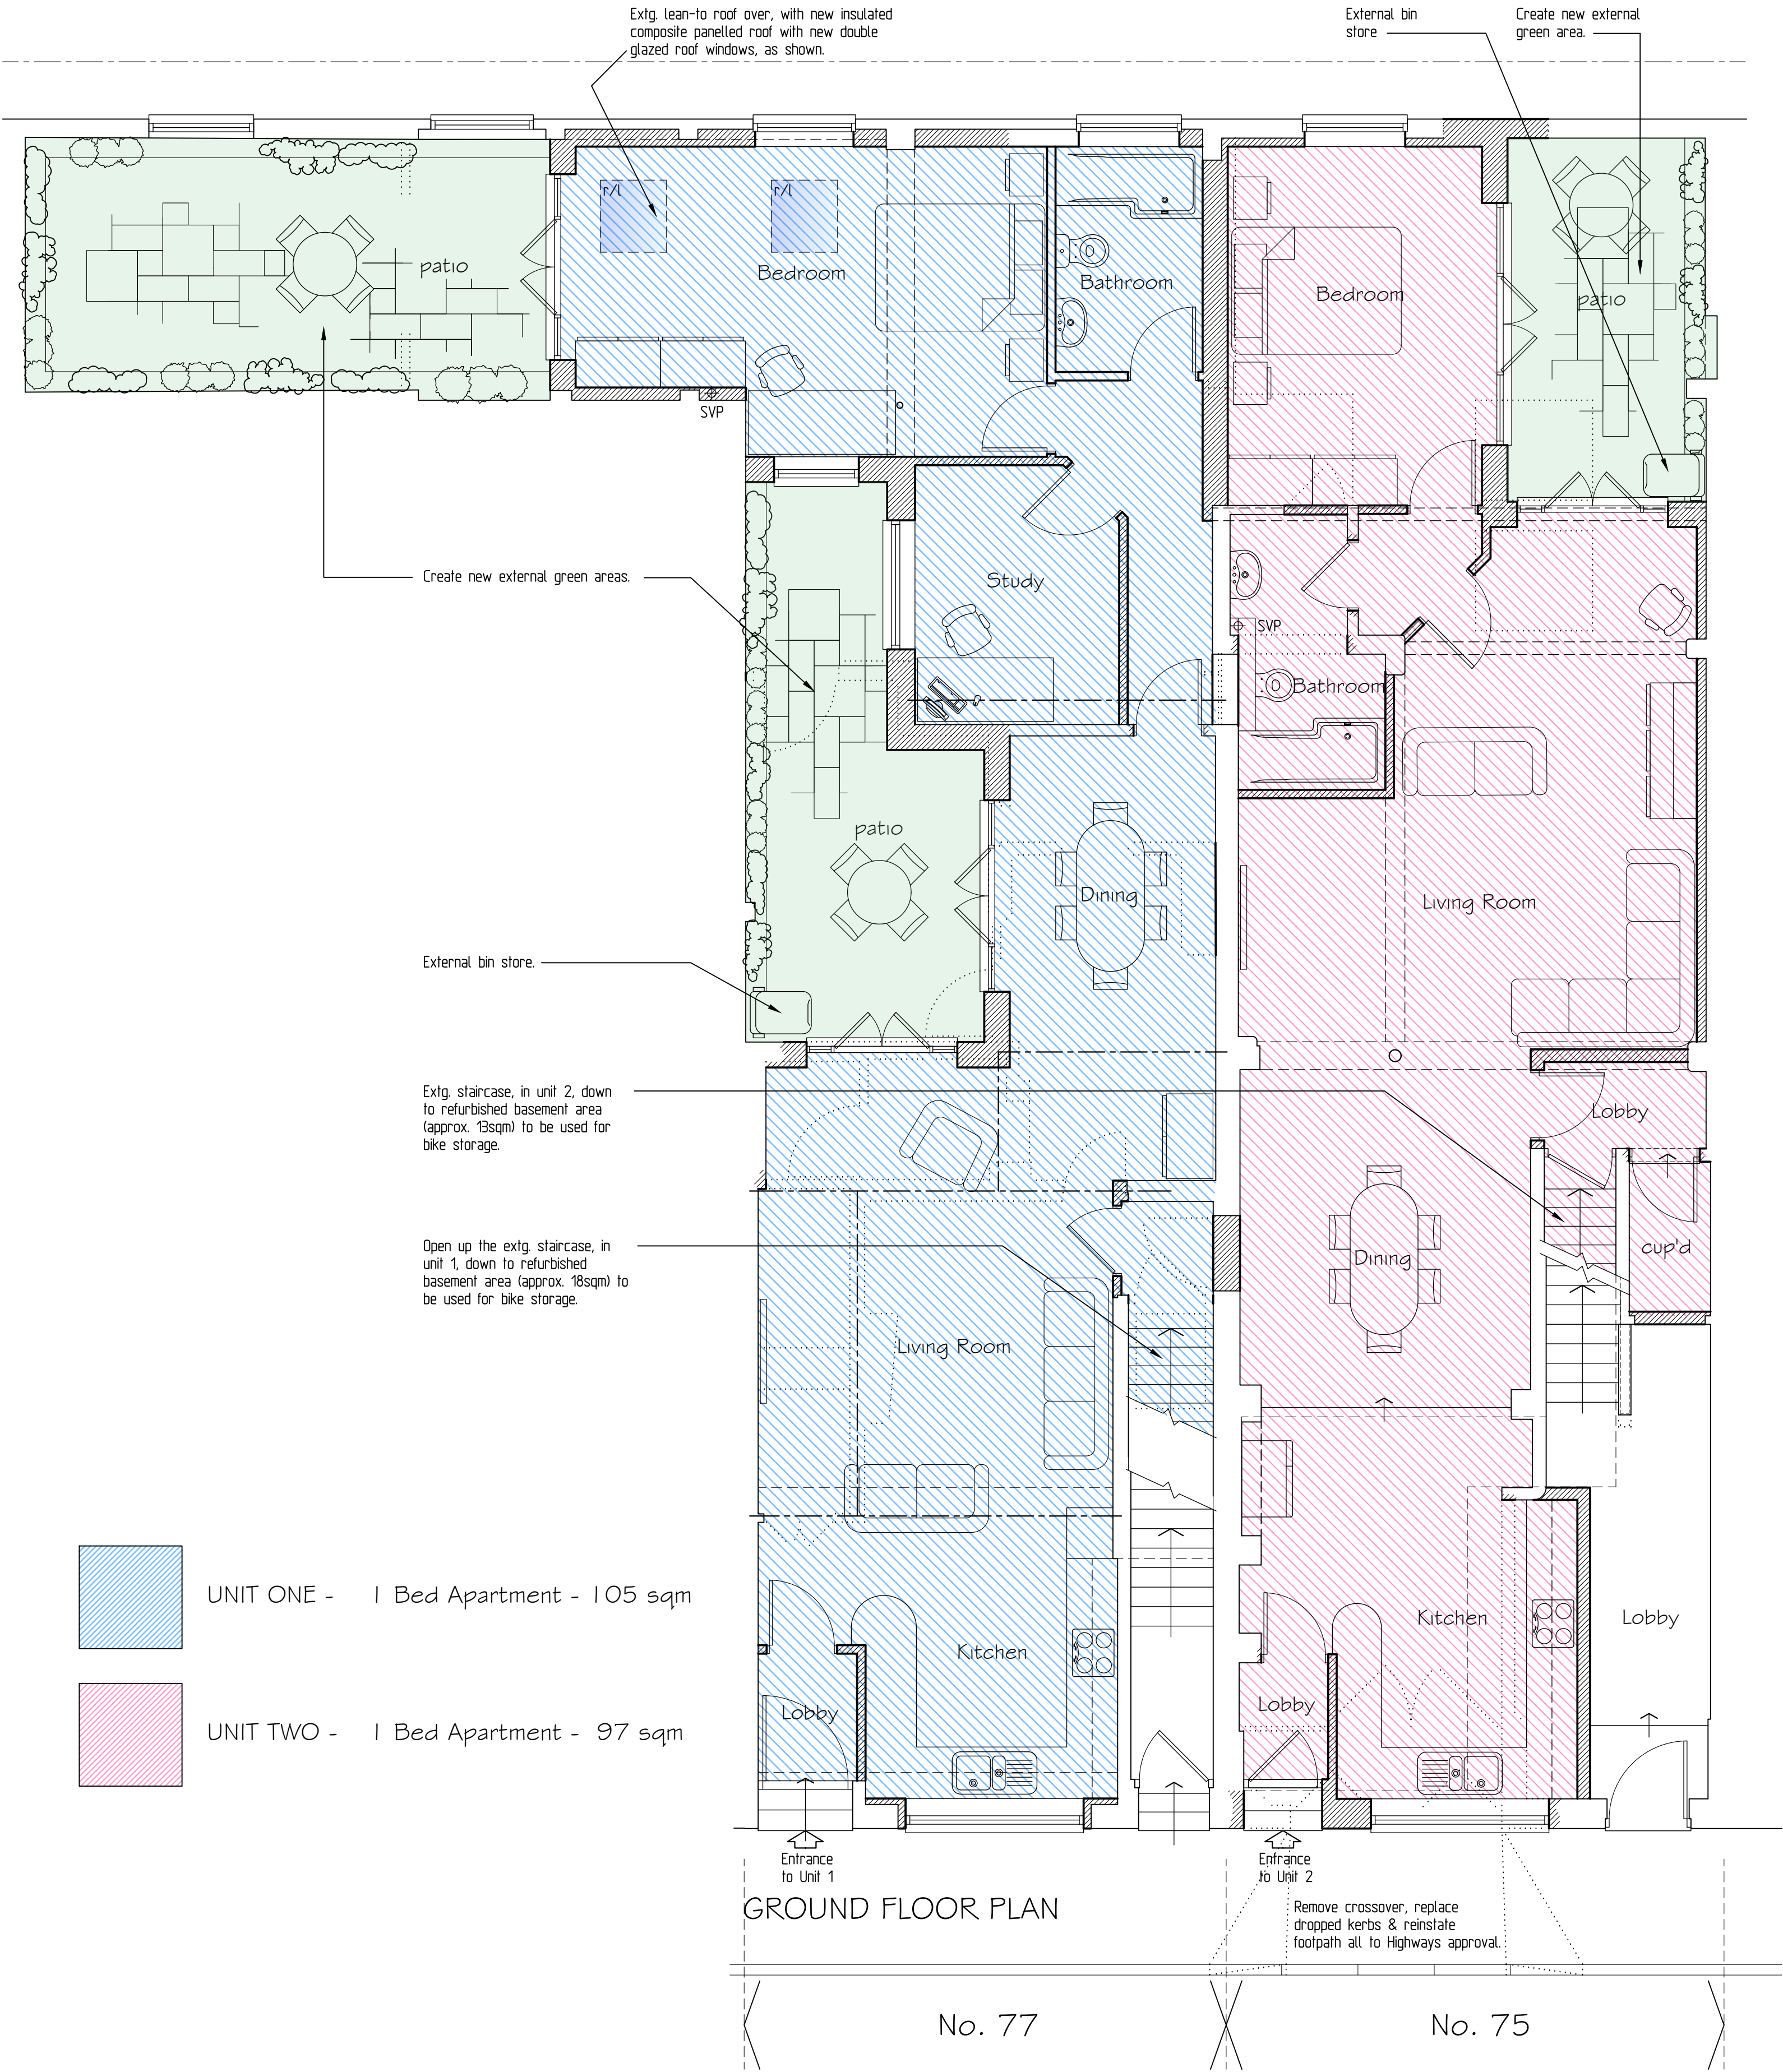 Extg. lean-to roof over, with new insulated
composite panelled roof with new double
glazed roof windows, as shown.
External bin
store
Create new external
green area.
r/l
r/l
patio
Bedroom
Bathroom
Bedroom
patio
SVP
Create new external green areas.
Study
SVP
Bathroom
patio
Dining
Living Room
External bin store.
Extg. staircase, in unit 2, down
to refurbished basement area
(approx. 13sqm) to be used for
bike storage.
Lobby
Open up the extg. staircase, in
unit 1, down to refurbished
basement area (approx. 18sqm) to
be used for bike storage.
Dining
cup'd
Living Room
UNIT ONE - 1 Bed Apartment - 105 sqm
Kitchen
Kitchen
Lobby
Lobby
Lobby
UNIT TWO - 1 Bed Apartment - 97 sqm
Entrance
to Unit 1
Entrance
to Unit 2
GROUND FLOOR PLAN
Remove crossover, replace
dropped kerbs & reinstate
footpath all to Highways approval.
No. 77
No. 75